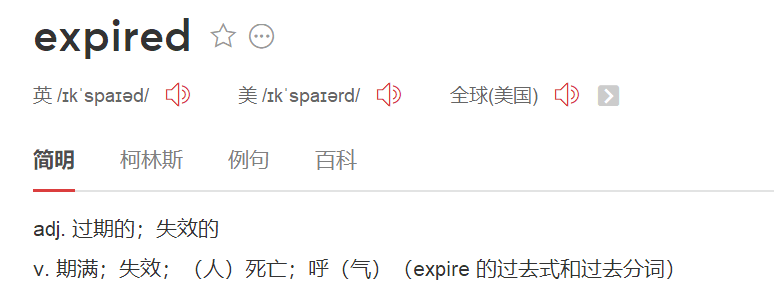 expired
英 /ɪkˈspaɪəd/ 美 /ɪkˈspaɪərd/ 全球(美国)
简明 柯林斯 例句 百科
adj. 过期的；失效的
v. 期满；失效；（人）死亡；呼（气）（expire 的过去式和过去分词）